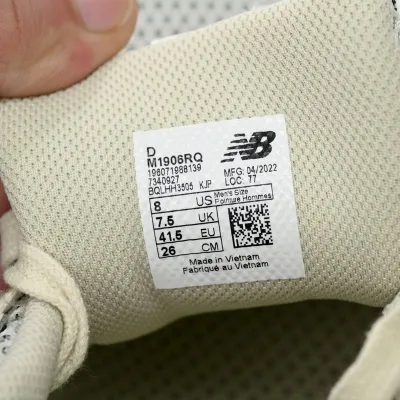 D
M1906RQ
196071988139
7340927
BQLHH3505 KJP
NB
MFG: 04/2022
LOC: 77
8 US Men's Size Pointure Hommes
7.5 UK
41.5 EU
26 CM
Made in Vietnam
Fabriqué au Vietnam